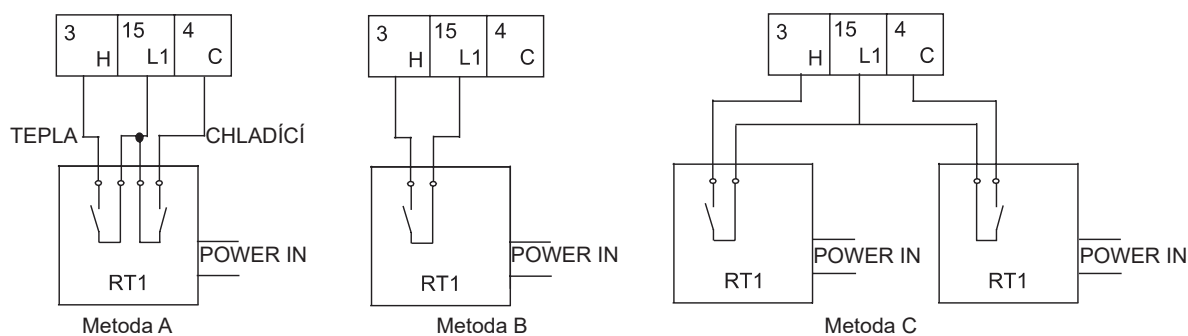 3 H 15 L1 4 C
TEPLA CHLADÍCÍ
POWER IN
RT1
Metoda A
3 H 15 L1 4 C
POWER IN
RT1
Metoda B
3 H 15 L1 4 C
POWER IN
RT1
POWER IN
RT1
Metoda C